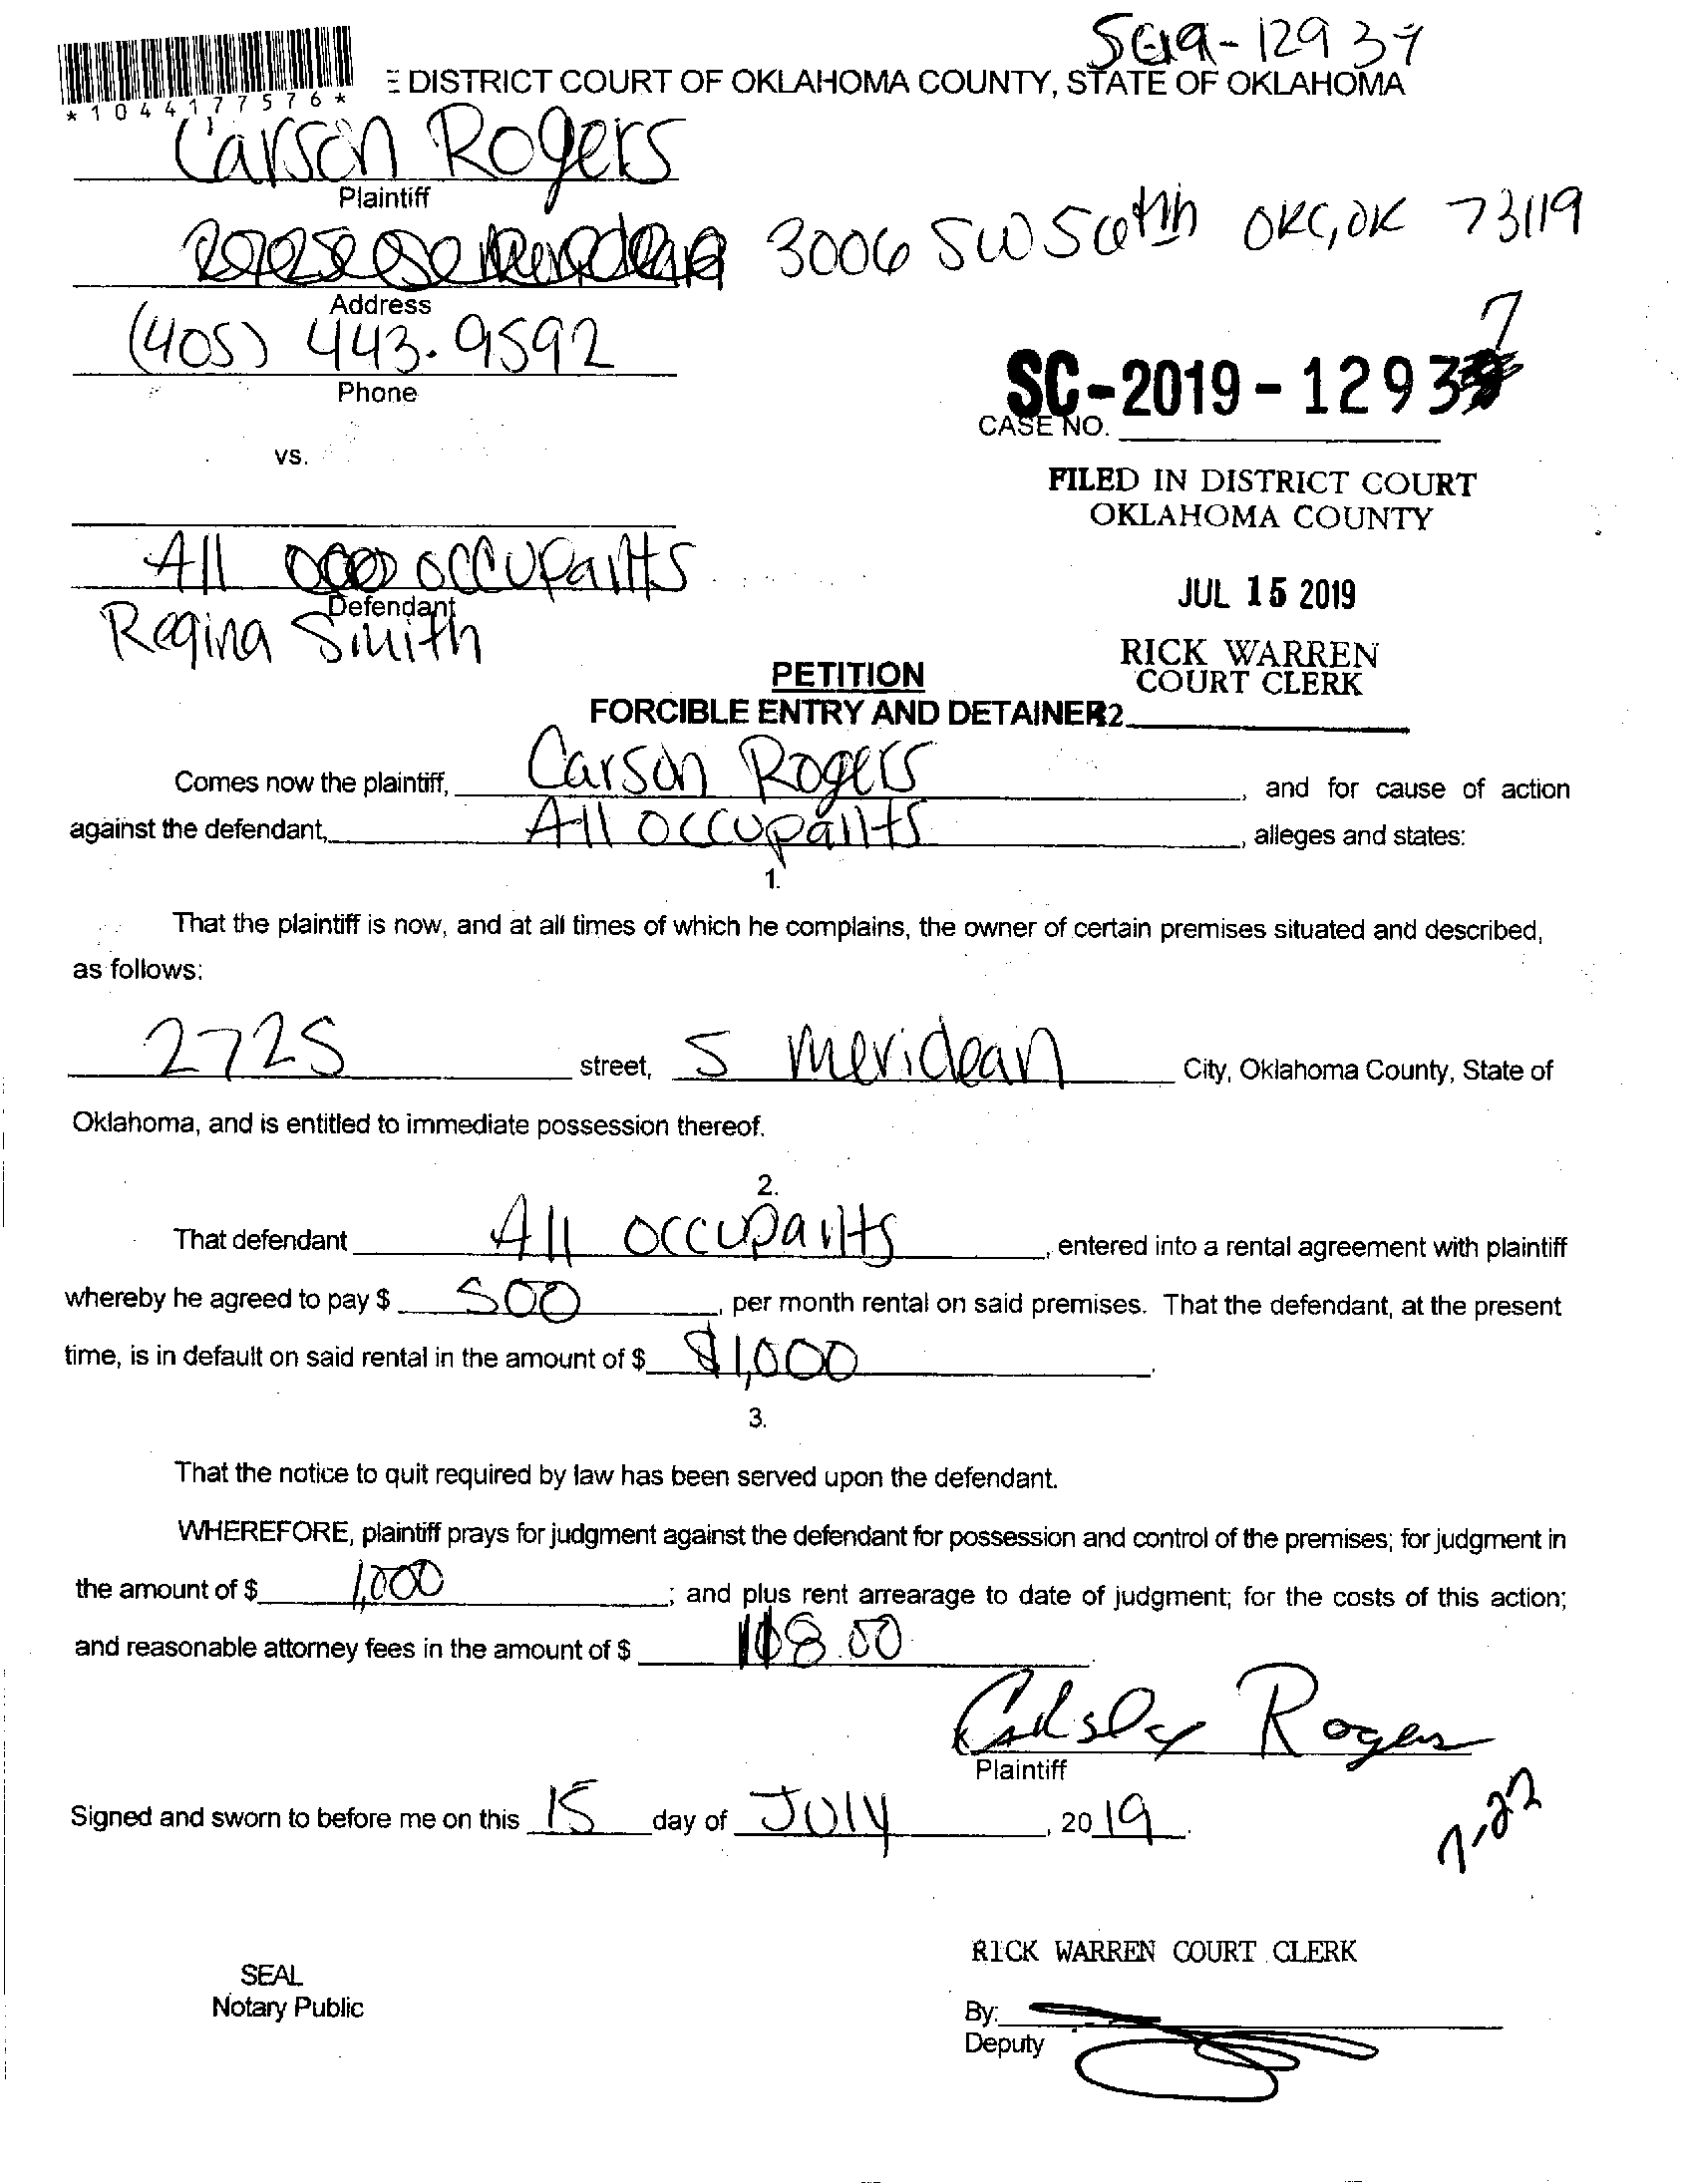 SC19-12937
E DISTRICT COURT OF OKLAHOMA COUNTY, STATE OF OKLAHOMA
*1044177576*
Carson Rogers
Plaintiff
3006 SW 56th OKC, OK 73119
Address
(405) 443.9592
Phone
7
SC-2019-1293
CASE NO.
vs.
FILED IN DISTRICT COURT
OKLAHOMA COUNTY
All occupants
Defendant
Regina Smith
JUL 15 2019
RICK WARREN
COURT CLERK
PETITION
FORCIBLE ENTRY AND DETAINER
Comes now the plaintiff, Carson Rogers, and for cause of action
against the defendant, All occupants, alleges and states:
1.
That the plaintiff is now, and at all times of which he complains, the owner of certain premises situated and described,
as follows:
2725 street, S meridean City, Oklahoma County, State of
Oklahoma, and is entitled to immediate possession thereof.
2.
That defendant All occupants, entered into a rental agreement with plaintiff
whereby he agreed to pay $ 500, per month rental on said premises. That the defendant, at the present
time, is in default on said rental in the amount of $ $1,000.
3.
That the notice to quit required by law has been served upon the defendant.
WHEREFORE, plaintiff prays for judgment against the defendant for possession and control of the premises; for judgment in
the amount of $ 1,000; and plus rent arrearage to date of judgment; for the costs of this action;
and reasonable attorney fees in the amount of $ 108.00.
Rogers
Plaintiff
Signed and sworn to before me on this 15 day of July, 2019.
7-22
RICK WARREN COURT CLERK
SEAL
Notary Public
By:
Deputy